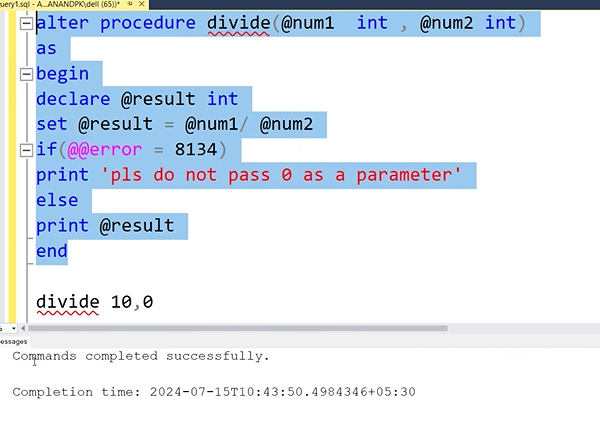 uery1.sql - A...ANANDPK\dell (65))*
alter procedure divide(@num1 int , @num2 int)
as
begin
declare @result int
set @result = @num1/ @num2
if(@@error = 8134)
print 'pls do not pass 0 as a parameter'
else
print @result
end
divide 10,0
%
essages
Commands completed successfully.
Completion time: 2024-07-15T10:43:50.4984346+05:30